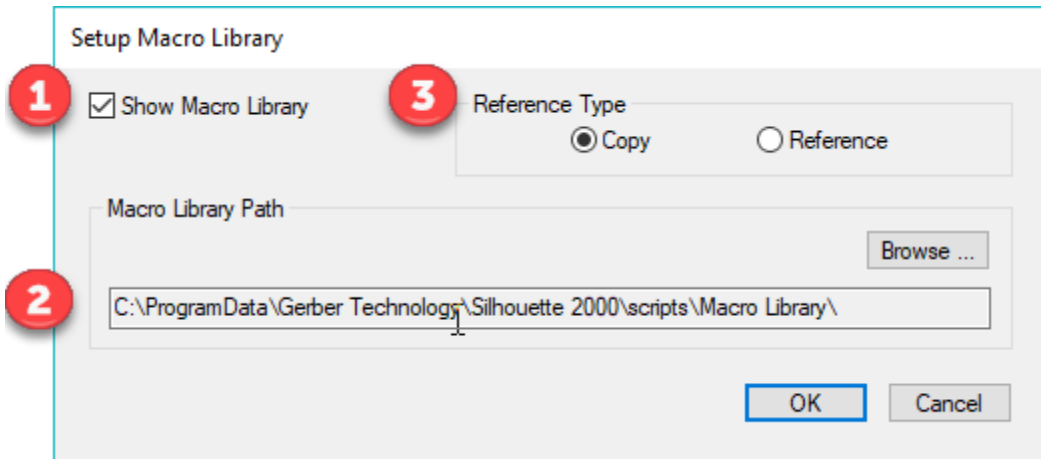 Setup Macro Library
1
Show Macro Library
3
Reference Type
Copy
Reference
Macro Library Path
Browse ...
2
C:\ProgramData\Gerber Technology\Silhouette 2000\scripts\Macro Library\
OK
Cancel